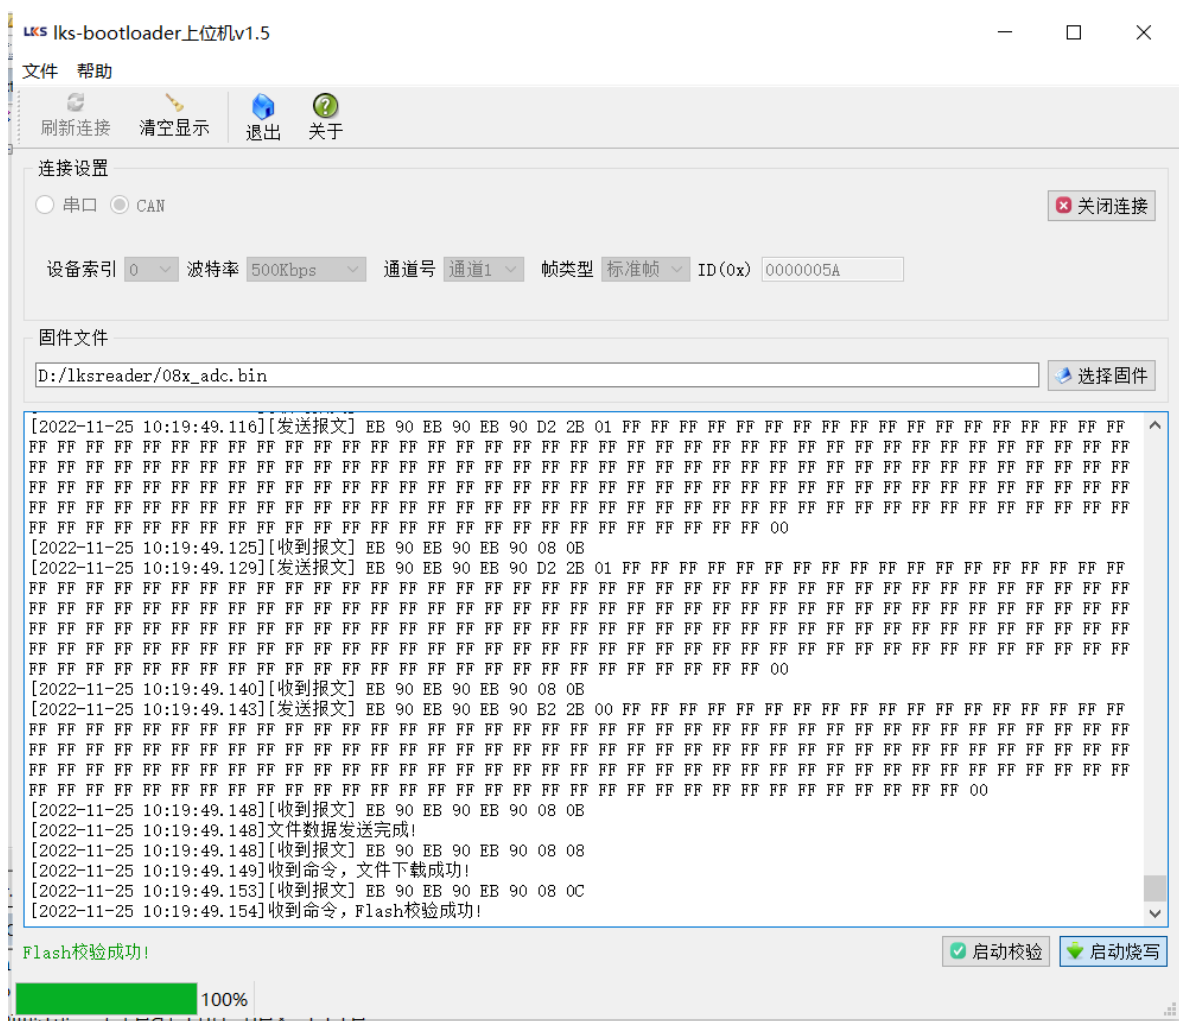 LKS lks-bootloader上位机v1.5
文件 帮助
刷新连接 清空显示 退出 关于
连接设置
串口 CAN 关闭连接
设备索引 0 波特率 500Kbps 通道号 通道1 帧类型 标准帧 ID(0x) 0000005A
固件文件
D:/lksreader/08x_adc.bin 选择固件
[2022-11-25 10:19:49.116][发送报文] EB 90 EB 90 EB 90 D2 2B 01 FF FF FF FF FF FF FF FF FF FF FF FF FF FF FF FF FF FF
FF FF FF FF FF FF FF FF FF FF FF FF FF FF FF FF FF FF FF FF FF FF FF FF FF FF FF FF FF FF FF FF FF FF FF FF FF FF FF
FF FF FF FF FF FF FF FF FF FF FF FF FF FF FF FF FF FF FF FF FF FF FF FF FF FF FF FF FF FF FF FF FF FF FF FF FF FF FF
FF FF FF FF FF FF FF FF FF FF FF FF FF FF FF FF FF FF FF FF FF FF FF FF FF FF FF FF FF FF FF FF FF FF FF FF FF FF FF
FF FF FF FF FF FF FF FF FF FF FF FF FF FF FF FF FF FF FF FF FF FF FF FF FF FF FF FF FF FF FF FF FF FF FF FF FF FF FF
FF FF FF FF FF FF FF FF FF FF FF FF FF FF FF FF FF FF FF FF FF FF FF FF FF FF 00
[2022-11-25 10:19:49.125][收到报文] EB 90 EB 90 EB 90 08 0B
[2022-11-25 10:19:49.129][发送报文] EB 90 EB 90 EB 90 D2 2B 01 FF FF FF FF FF FF FF FF FF FF FF FF FF FF FF FF FF FF
FF FF FF FF FF FF FF FF FF FF FF FF FF FF FF FF FF FF FF FF FF FF FF FF FF FF FF FF FF FF FF FF FF FF FF FF FF FF FF
FF FF FF FF FF FF FF FF FF FF FF FF FF FF FF FF FF FF FF FF FF FF FF FF FF FF FF FF FF FF FF FF FF FF FF FF FF FF FF
FF FF FF FF FF FF FF FF FF FF FF FF FF FF FF FF FF FF FF FF FF FF FF FF FF FF FF FF FF FF FF FF FF FF FF FF FF FF FF
FF FF FF FF FF FF FF FF FF FF FF FF FF FF FF FF FF FF FF FF FF FF FF FF FF FF FF FF FF FF FF FF FF FF FF FF FF FF FF
FF FF FF FF FF FF FF FF FF FF FF FF FF FF FF FF FF FF FF FF FF FF FF FF FF FF 00
[2022-11-25 10:19:49.140][收到报文] EB 90 EB 90 EB 90 08 0B
[2022-11-25 10:19:49.143][发送报文] EB 90 EB 90 EB 90 B2 2B 00 FF FF FF FF FF FF FF FF FF FF FF FF FF FF FF FF FF FF
FF FF FF FF FF FF FF FF FF FF FF FF FF FF FF FF FF FF FF FF FF FF FF FF FF FF FF FF FF FF FF FF FF FF FF FF FF FF FF
FF FF FF FF FF FF FF FF FF FF FF FF FF FF FF FF FF FF FF FF FF FF FF FF FF FF FF FF FF FF FF FF FF FF FF FF FF FF FF
FF FF FF FF FF FF FF FF FF FF FF FF FF FF FF FF FF FF FF FF FF FF FF FF FF FF FF FF FF FF FF FF FF FF FF FF FF FF FF
FF FF FF FF FF FF FF FF FF FF FF FF FF FF FF FF FF FF FF FF FF FF FF FF FF FF FF FF FF FF FF FF FF 00
[2022-11-25 10:19:49.148][收到报文] EB 90 EB 90 EB 90 08 0B
[2022-11-25 10:19:49.148]文件数据发送完成!
[2022-11-25 10:19:49.148][收到报文] EB 90 EB 90 EB 90 08 08
[2022-11-25 10:19:49.149]收到命令，文件下载成功!
[2022-11-25 10:19:49.153][收到报文] EB 90 EB 90 EB 90 08 0C
[2022-11-25 10:19:49.154]收到命令，Flash校验成功!
Flash校验成功! 启动校验 启动烧写
100%